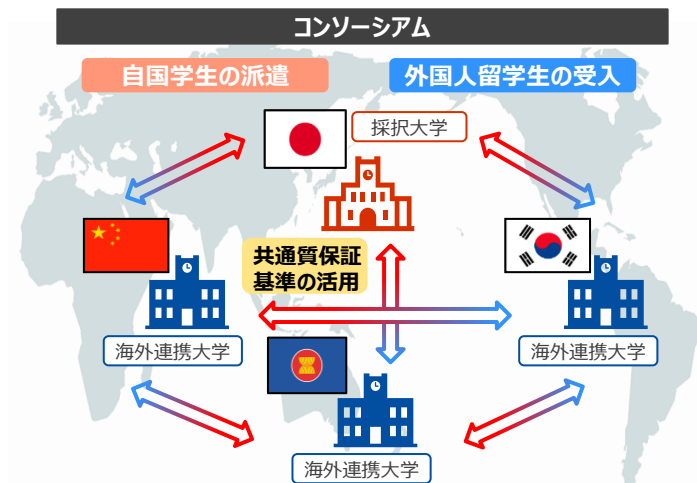 コンソーシアム
自国学生の派遣
外国人留学生の受入
採択大学
共通質保証
基準の活用
海外連携大学
海外連携大学
海外連携大学